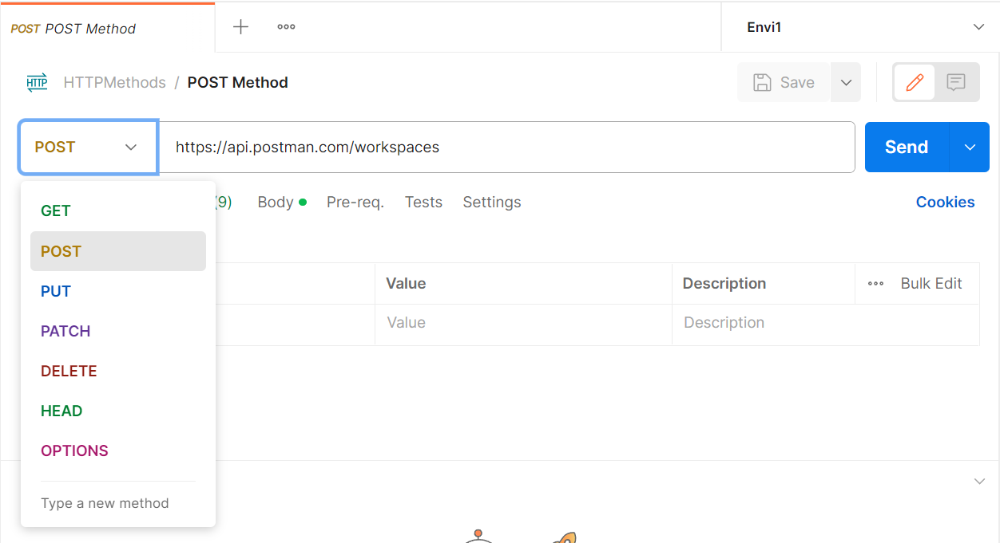 POST POST Method
Envi1
HTTP HTTPMethods / POST Method
Save
POST https://api.postman.com/workspaces
Send
(9) Body Pre-req. Tests Settings
Cookies
GET
POST
PUT
PATCH
DELETE
HEAD
OPTIONS
Type a new method
Value Description Bulk Edit
Value Description